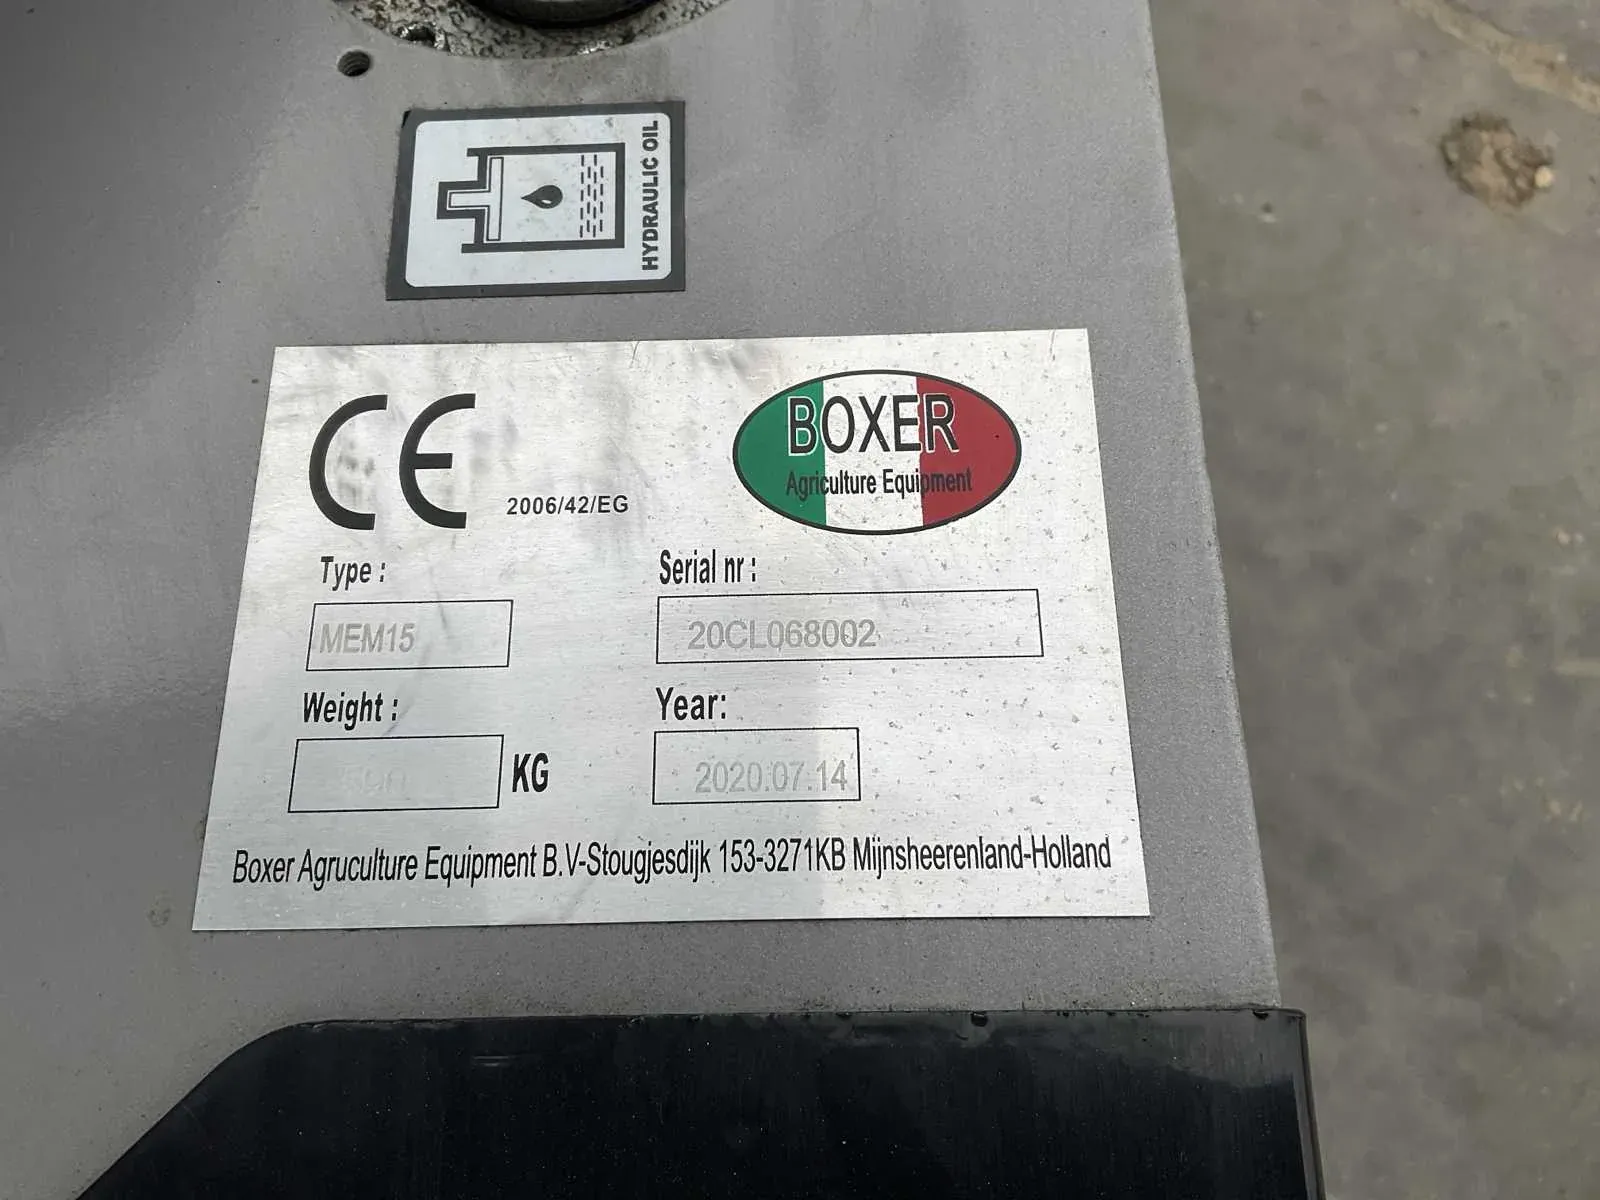 HYDRAULIC OIL
CE
2006/42/EG
BOXER
Agriculture Equipment
Type :
Serial nr :
MEM15
20CL068002
Weight :
Year:
KG
2020.07.14
Boxer Agruculture Equipment B.V-Stougjesdijk 153-3271KB Mijnsheerenland-Holland